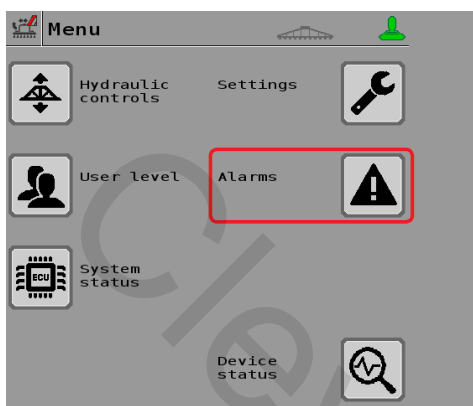 Menu
Hydraulic controls
Settings
User level
Alarms
ECU
System status
Device status